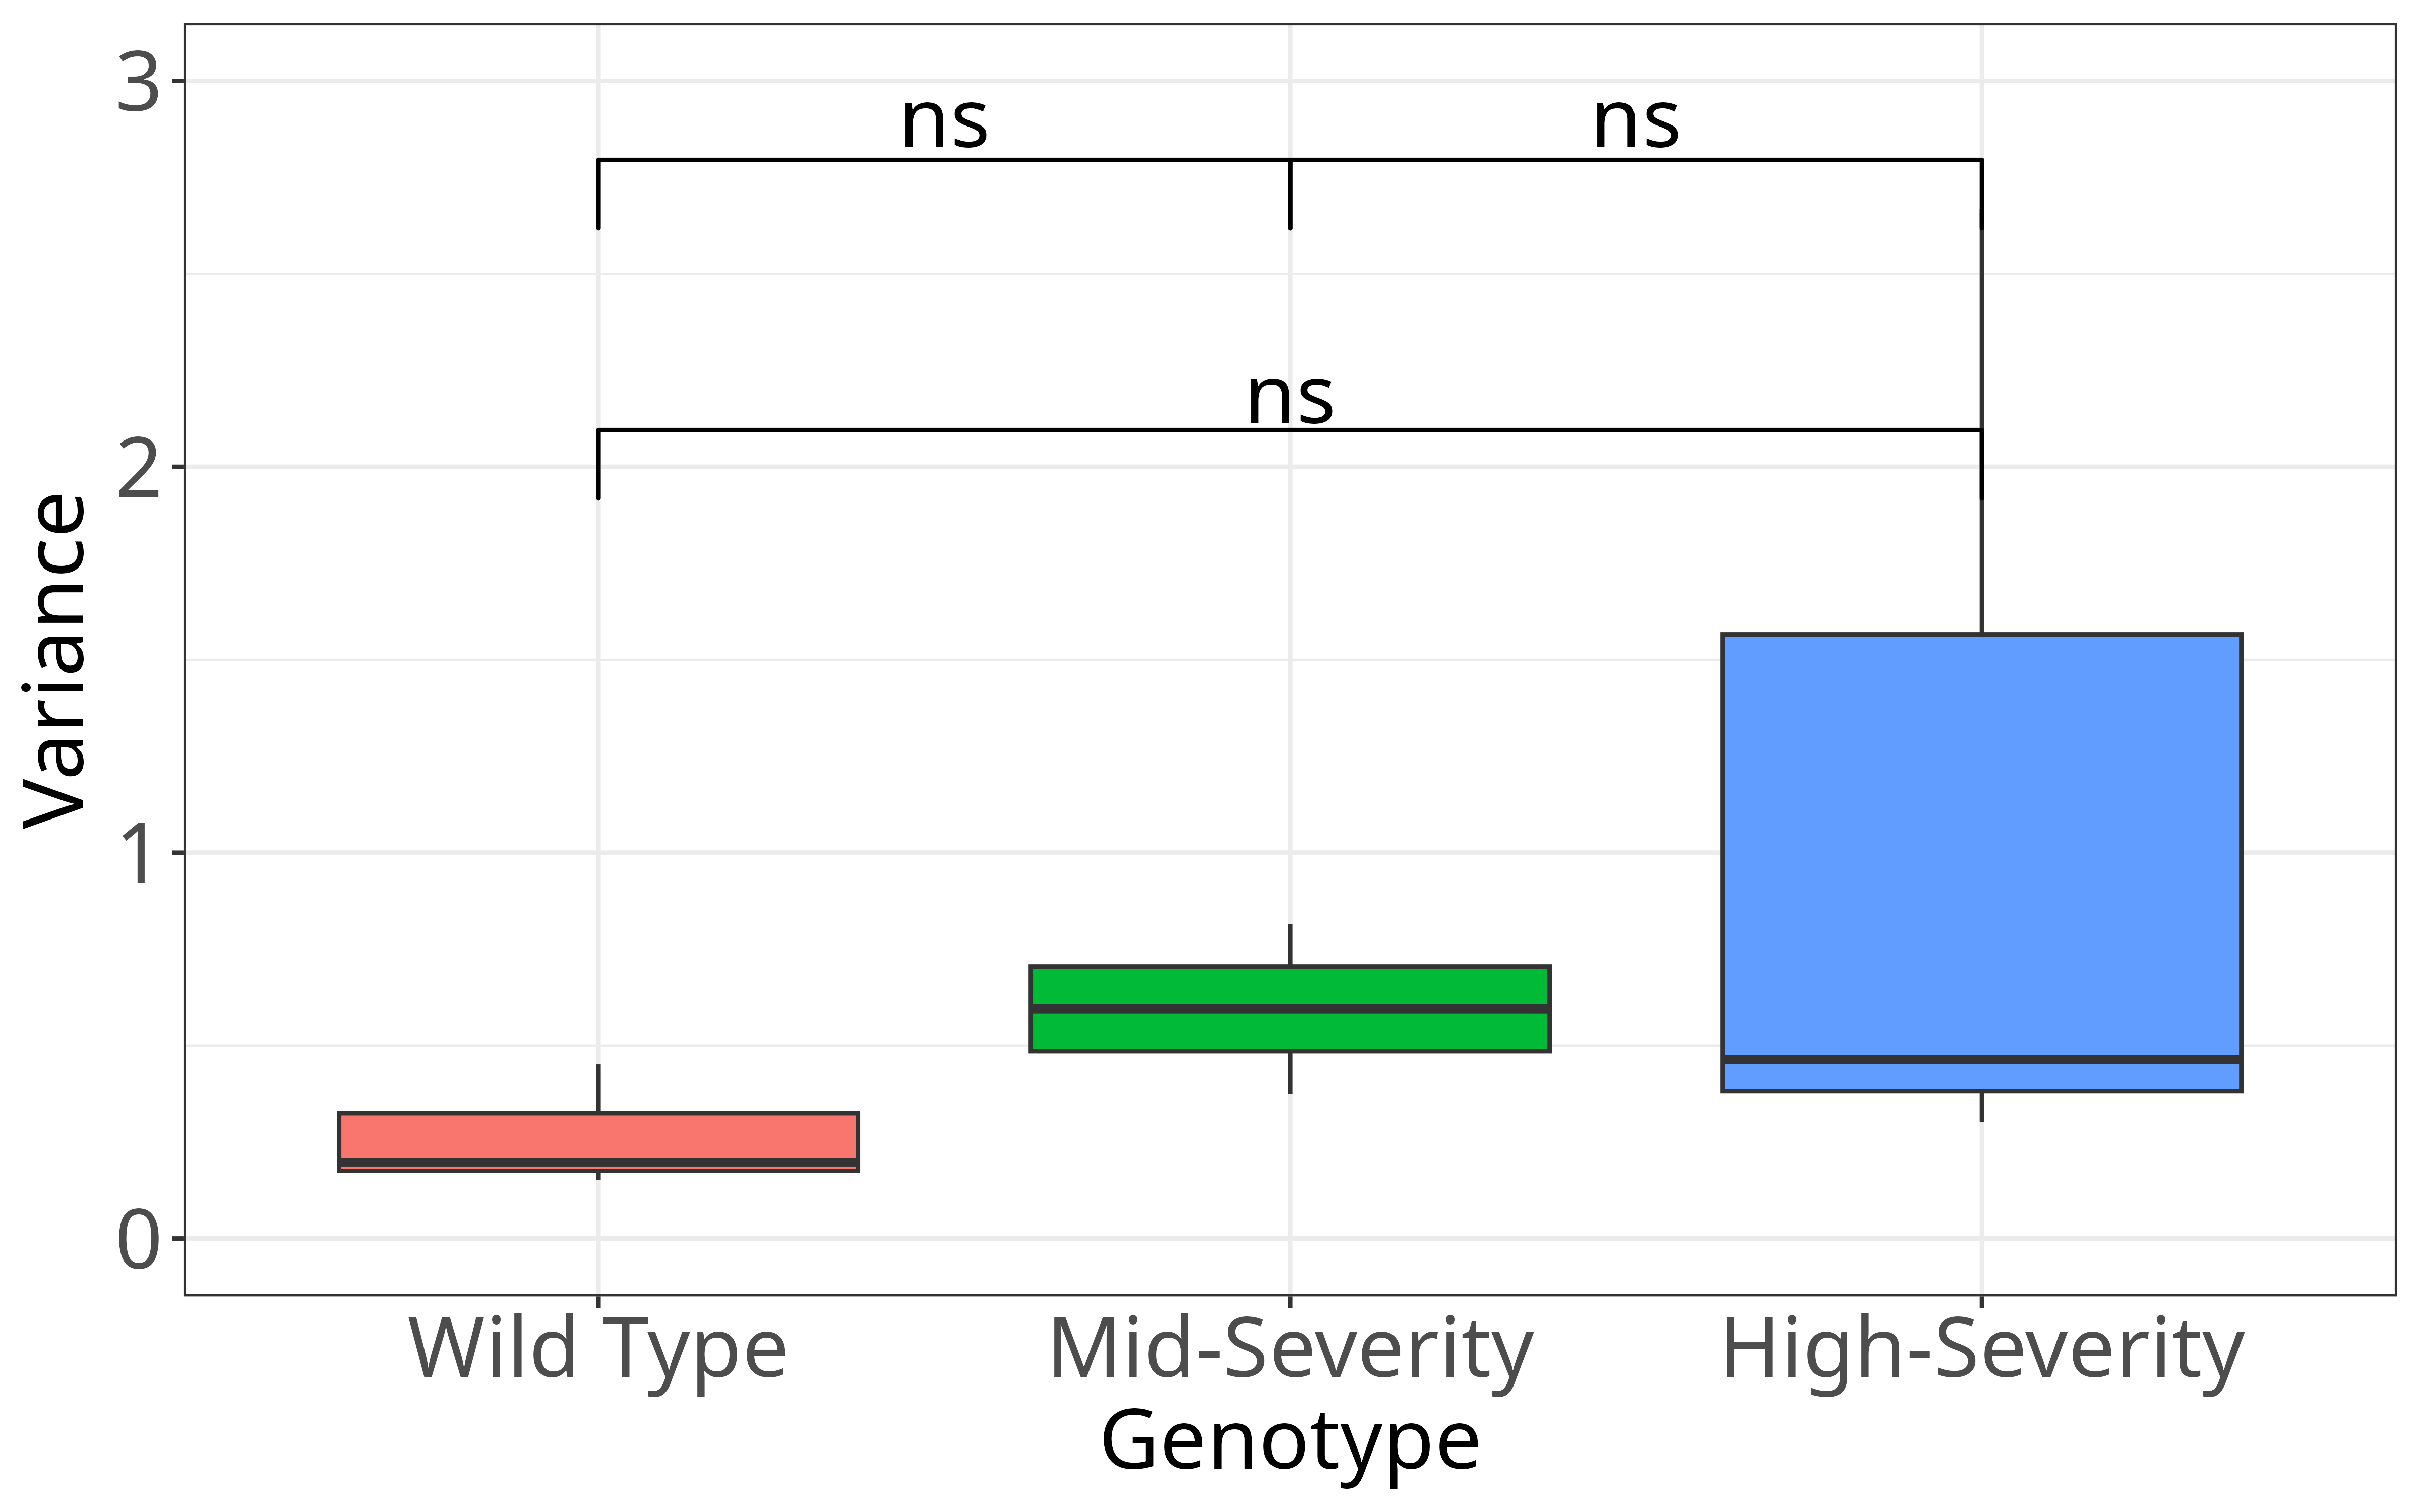 3
ns ns
ns
2
1
0
Variance
Wild Type Mid-Severity High-Severity
Genotype